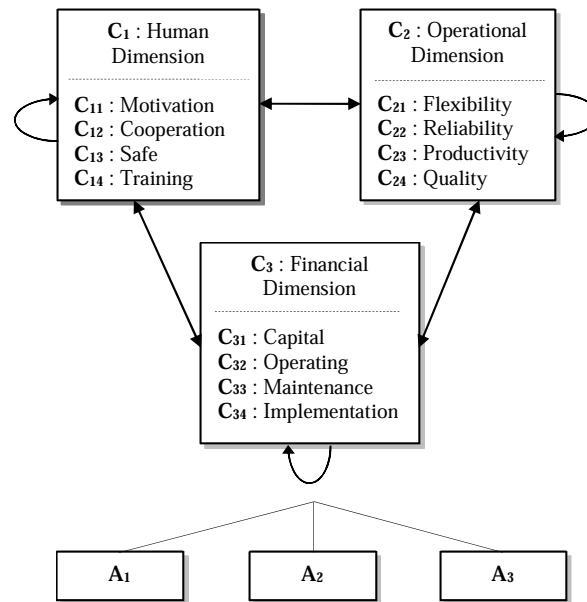 C₁ : Human
Dimension
C₁₁ : Motivation
C₁₂ : Cooperation
C₁₃ : Safe
C₁₄ : Training
C₂ : Operational
Dimension
C₂₁ : Flexibility
C₂₂ : Reliability
C₂₃ : Productivity
C₂₄ : Quality
C₃ : Financial
Dimension
C₃₁ : Capital
C₃₂ : Operating
C₃₃ : Maintenance
C₃₄ : Implementation
A₁
A₂
A₃